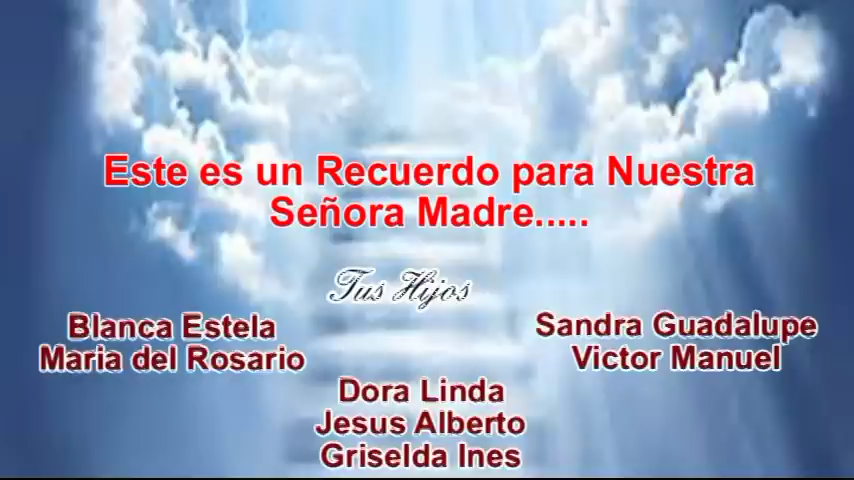 Este es un Recuerdo para Nuestra
Señora Madre.....
Tus Hijos
Blanca Estela
Maria del Rosario
Sandra Guadalupe
Victor Manuel
Dora Linda
Jesus Alberto
Griselda Ines